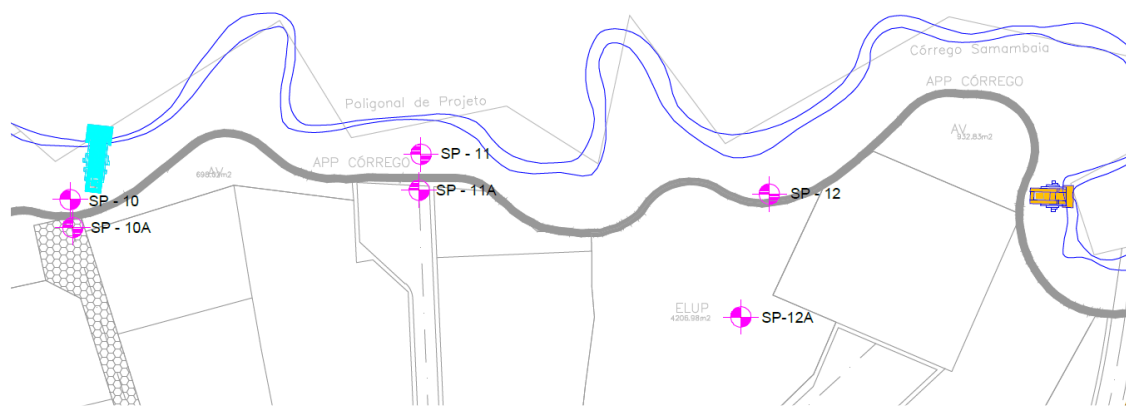 Córrego Samambaia
APP CÓRREGO
Poligonal de Projeto
AV
932.83m2
SP - 11
APP CÓRREGO
AV
SP - 11A
SP - 12
SP - 10
SP - 10A
ELUP
4205.98m2
SP-12A